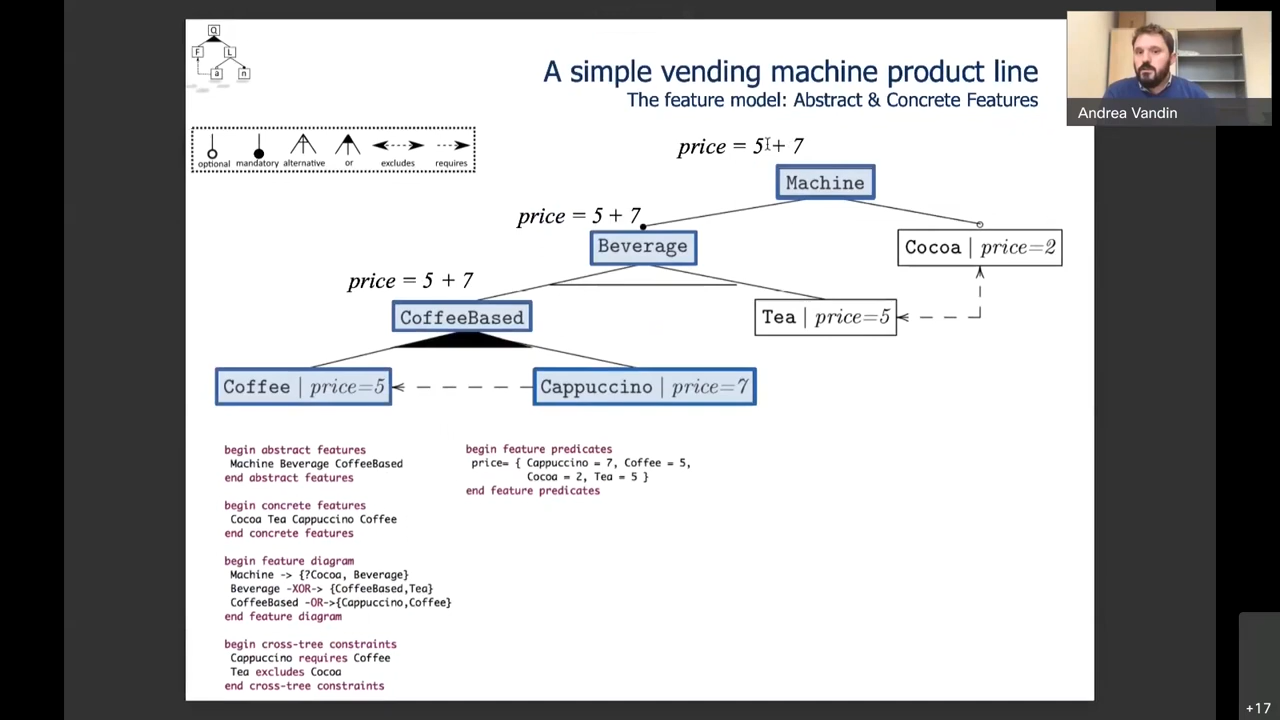 Q
F
L
a
n
A simple vending machine product line
The feature model: Abstract & Concrete Features
Andrea Vandin
optional mandatory alternative or excludes requires
price = 5 + 7
Machine
price = 5 + 7
Beverage
Cocoa | price=2
price = 5 + 7
CoffeeBased
Tea | price=5
Coffee | price=5
Cappuccino | price=7
begin abstract features
Machine Beverage CoffeeBased
end abstract features
begin concrete features
Cocoa Tea Cappuccino Coffee
end concrete features
begin feature diagram
Machine -> {?Cocoa, Beverage}
Beverage -XOR-> {CoffeeBased,Tea}
CoffeeBased -OR->{Cappuccino,Coffee}
end feature diagram
begin cross-tree constraints
Cappuccino requires Coffee
Tea excludes Cocoa
end cross-tree constraints
begin feature predicates
price= { Cappuccino = 7, Coffee = 5,
Cocoa = 2, Tea = 5 }
end feature predicates
+17